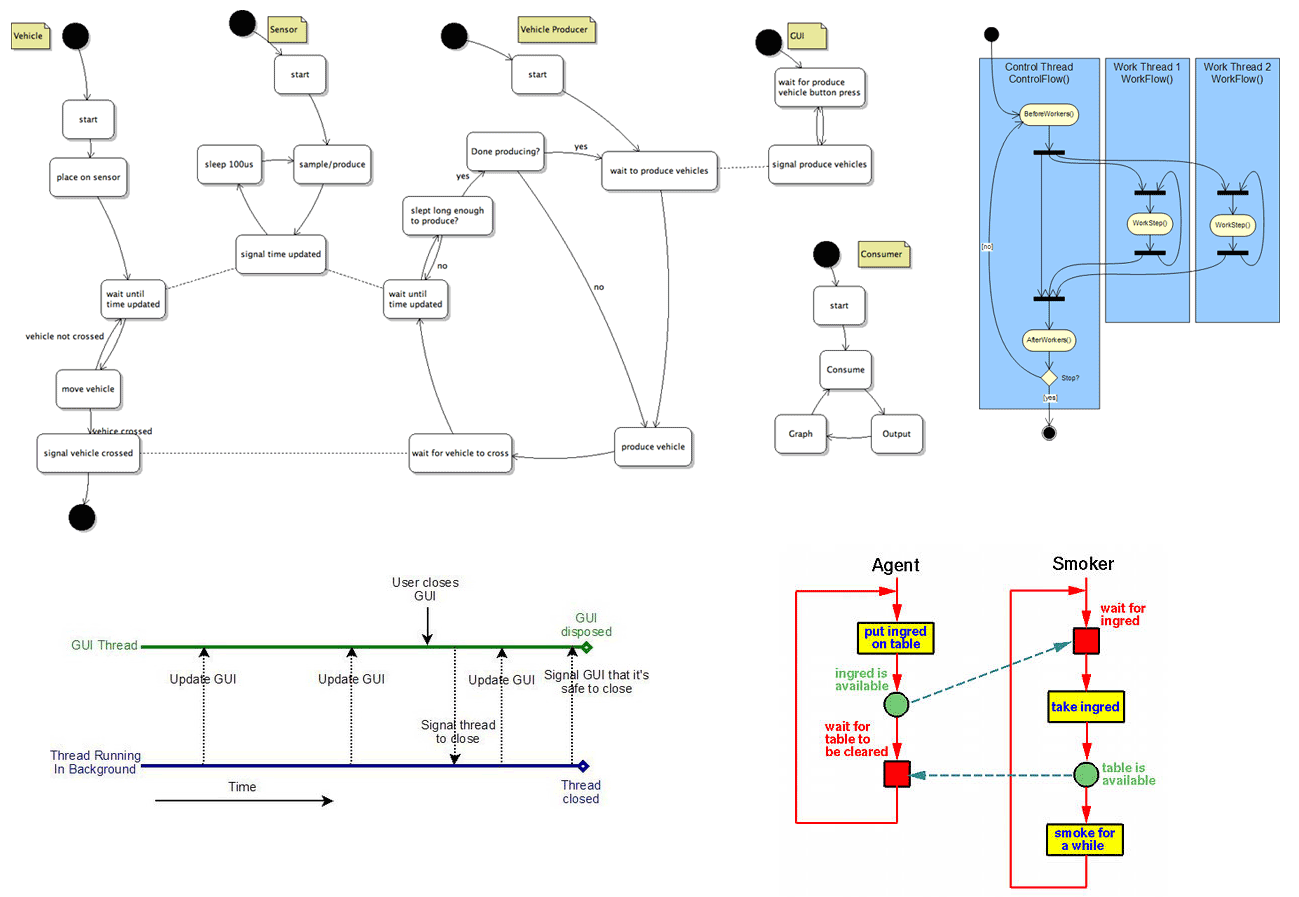 Vehicle
start
place on sensor
wait until
time updated
vehicle not crossed
move vehicle
vehice crossed
signal vehicle crossed
Sensor
start
sleep 100us
sample/produce
signal time updated
Vehicle Producer
start
Done producing?
yes
wait to produce vehicles
yes
slept long enough
to produce?
no
wait until
time updated
no
wait for vehicle to cross
produce vehicle
GUI
wait for produce
vehicle button press
signal produce vehicles
Consumer
start
Consume
Graph
Output
Control Thread
ControlFlow()
Work Thread 1
WorkFlow()
Work Thread 2
WorkFlow()
BeforeWorkers()
WorkStep()
WorkStep()
[no]
AfterWorkers()
Stop?
[yes]
User closes
GUI
GUI Thread
GUI
disposed
Update GUI
Update GUI
Update GUI
Signal GUI that it's
safe to close
Signal thread
to close
Thread Running
In Background
Time
Thread
closed
Agent
put ingred
on table
ingred is
available
wait for
table to
be cleared
Smoker
wait for
ingred
take ingred
table is
available
smoke for
a while